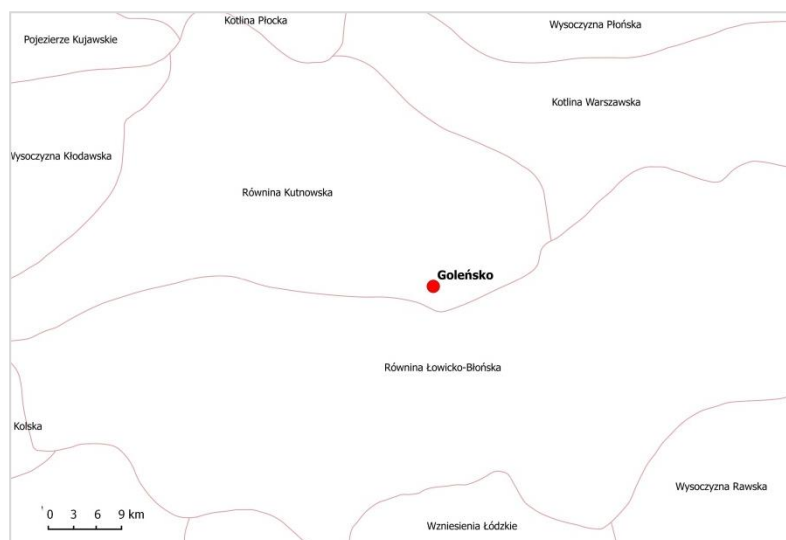 Kotlina Płocka
Wysoczyzna Płońska
Pojezierze Kujawskie
Kotlina Warszawska
Wysoczyzna Kłodawska
Równina Kutnowska
Goleńsko
Równina Łowicko-Błońska
Kolska
Wysoczyzna Rawska
0 3 6 9 km
Wzniesienia Łódzkie